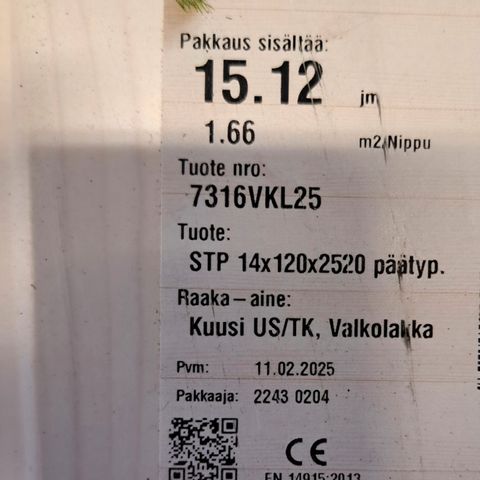 Pakkaus sisältää:
15.12 jm
1.66 m2/Nippu
Tuote nro:
7316VKL25
Tuote:
STP 14x120x2520 päätyp.
Raaka-aine:
Kuusi US/TK, Valkolakka
Pvm: 11.02.2025
Pakkaaja: 2243 0204
CE
EN 14915:2013